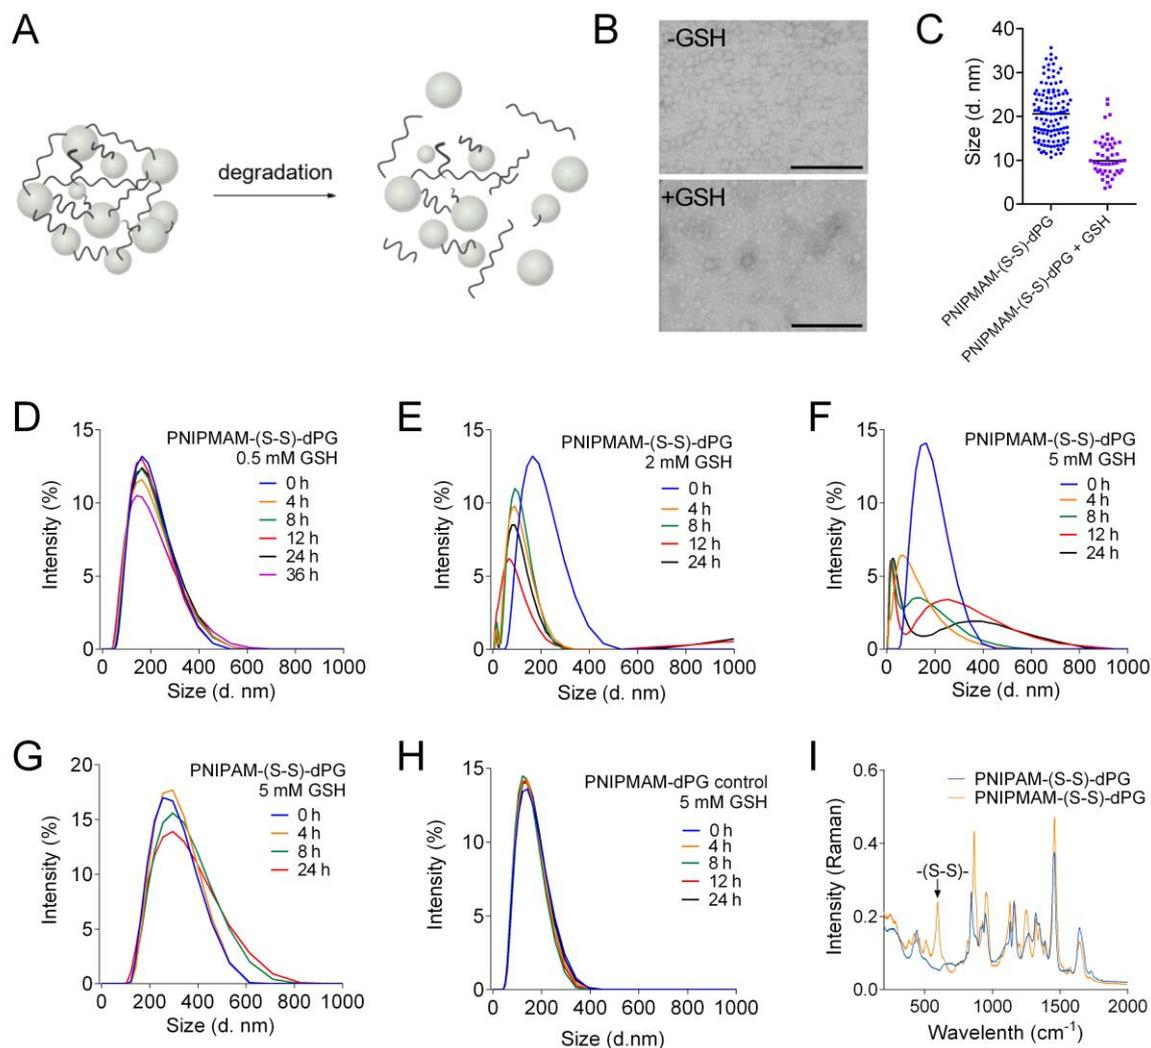 A
degradation
B
-GSH
+GSH
C
Size (d. nm)
40
30
20
10
0
PNIPMAM-(S-S)-dPG
PNIPMAM-(S-S)-dPG + GSH
D
PNIPMAM-(S-S)-dPG
0.5 mM GSH
0 h
4 h
8 h
12 h
24 h
36 h
Intensity (%)
15
10
5
0
0 200 400 600 800 1000
Size (d. nm)
E
PNIPMAM-(S-S)-dPG
2 mM GSH
0 h
4 h
8 h
12 h
24 h
Intensity (%)
15
10
5
0
0 200 400 600 800 1000
Size (d. nm)
F
PNIPMAM-(S-S)-dPG
5 mM GSH
0 h
4 h
8 h
12 h
24 h
Intensity (%)
15
10
5
0
0 200 400 600 800 1000
Size (d. nm)
G
PNIPAM-(S-S)-dPG
5 mM GSH
0 h
4 h
8 h
24 h
Intensity (%)
20
15
10
5
0
0 200 400 600 800 1000
Size (d. nm)
H
PNIPMAM-dPG control
5 mM GSH
0 h
4 h
8 h
12 h
24 h
Intensity (%)
15
10
5
0
0 200 400 600 800 1000
Size (d.nm)
I
PNIPAM-(S-S)-dPG
PNIPMAM-(S-S)-dPG
-(S-S)-
Intensity (Raman)
0.6
0.4
0.2
0.0
500 1000 1500 2000
Wavelenth (cm-1)